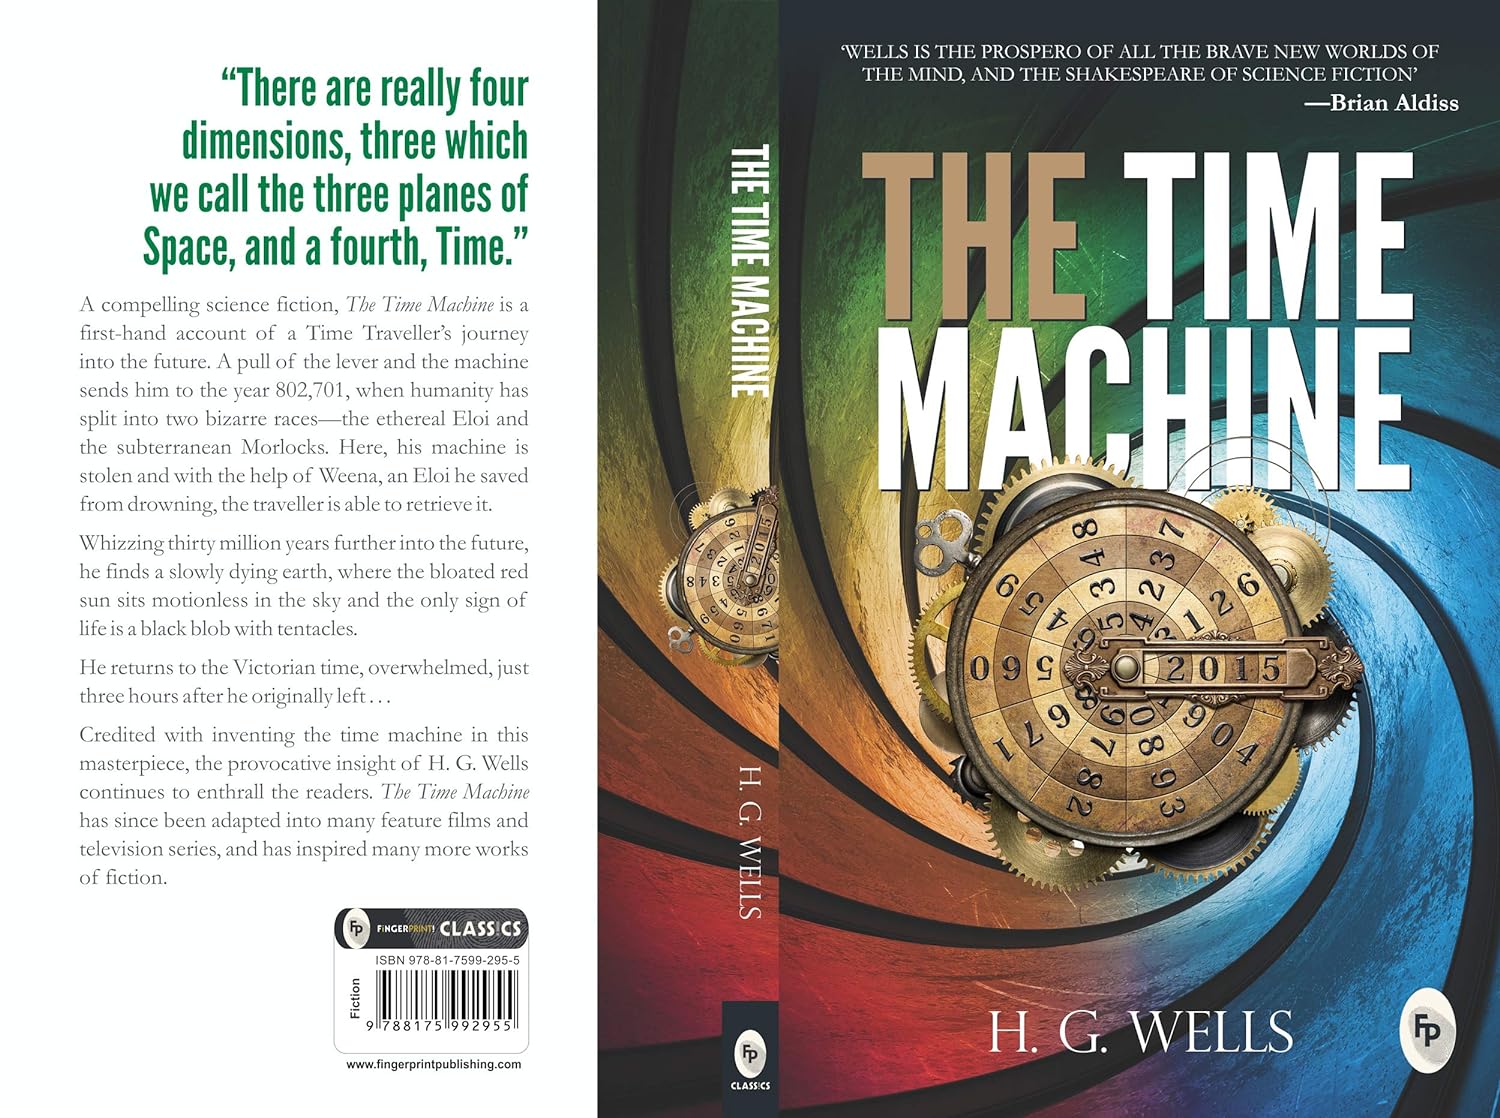 “There are really four
dimensions, three which
we call the three planes of
Space, and a fourth, Time.”
A compelling science fiction, The Time Machine is a
first-hand account of a Time Traveller’s journey
into the future. A pull of the lever and the machine
sends him to the year 802,701, when humanity has
split into two bizarre races—the ethereal Eloi and
the subterranean Morlocks. Here, his machine is
stolen and with the help of Weena, an Eloi he saved
from drowning, the traveller is able to retrieve it.
Whizzing thirty million years further into the future,
he finds a slowly dying earth, where the bloated red
sun sits motionless in the sky and the only sign of
life is a black blob with tentacles.
He returns to the Victorian time, overwhelmed, just
three hours after he originally left . . .
Credited with inventing the time machine in this
masterpiece, the provocative insight of H. G. Wells
continues to enthrall the readers. The Time Machine
has since been adapted into many feature films and
television series, and has inspired many more works
of fiction.
FP FiNGERPRINT! CLASS!CS
ISBN 978-81-7599-295-5
Fiction
9 788175 992955
www.fingerprintpublishing.com
THE TIME MACHINE
H. G. WELLS
FP
CLASS!CS
‘WELLS IS THE PROSPERO OF ALL THE BRAVE NEW WORLDS OF
THE MIND, AND THE SHAKESPEARE OF SCIENCE FICTION’
—Brian Aldiss
THE TIME
MACHINE
2015
H. G. WELLS
FP